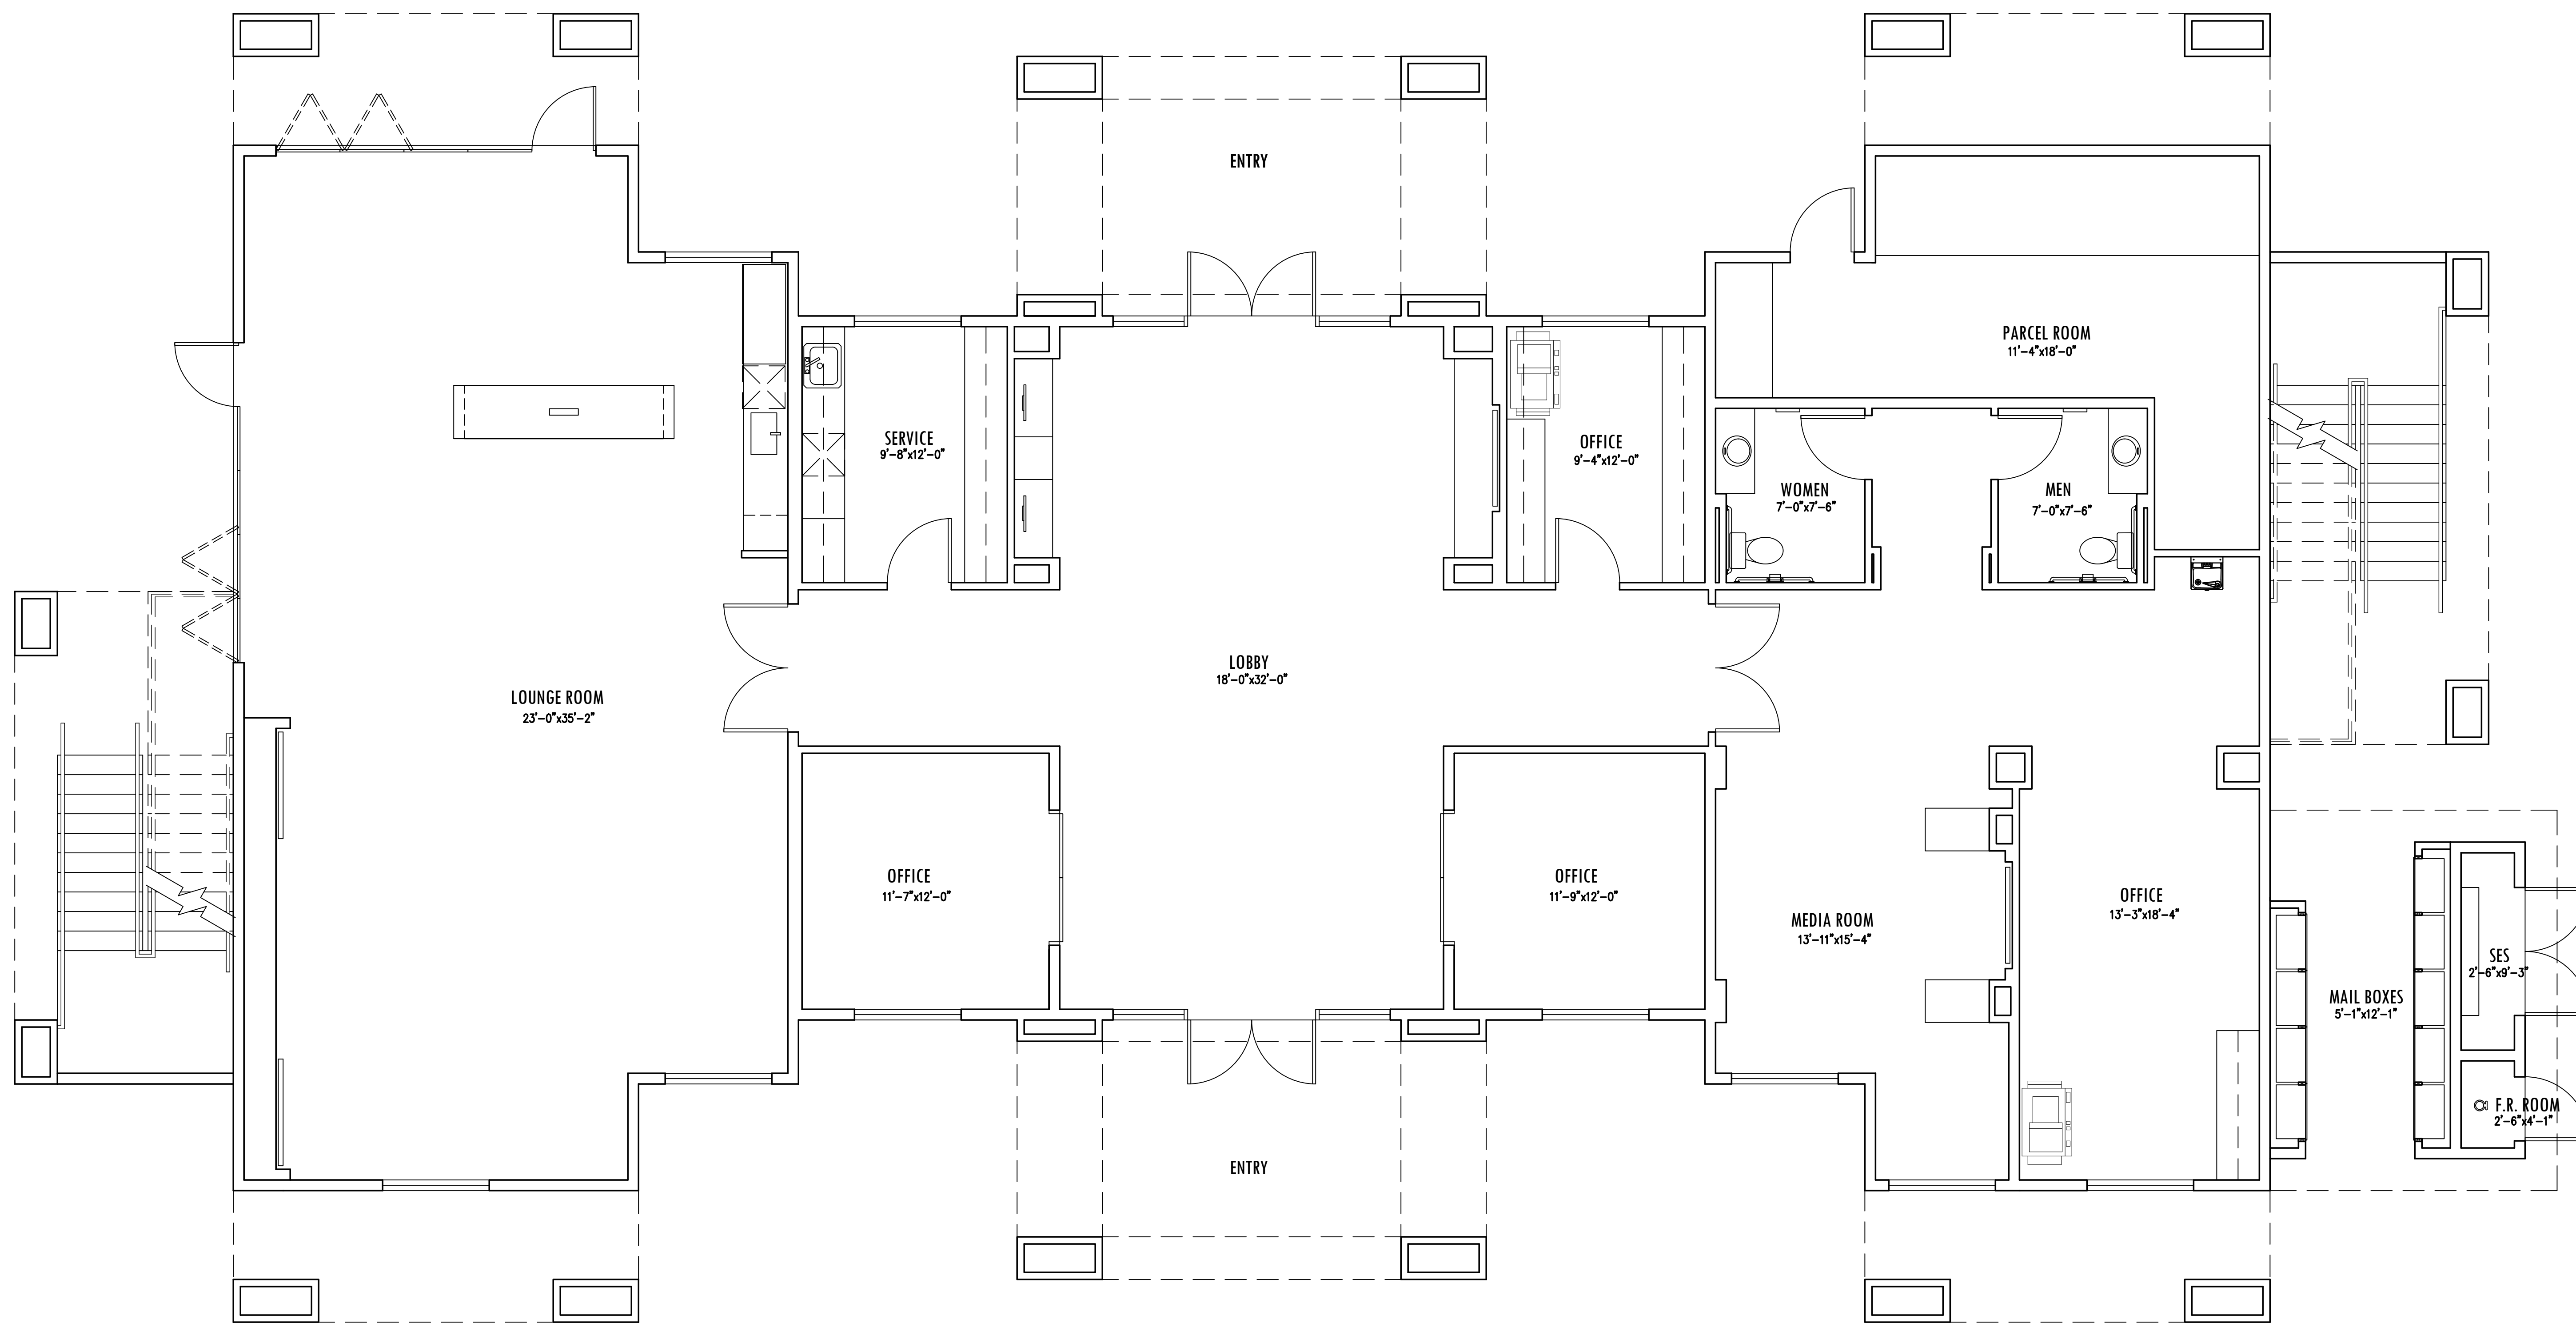 ENTRY
PARCEL ROOM
11'-4"x18'-0"
SERVICE
9'-8"x12'-0"
OFFICE
9'-4"x12'-0"
WOMEN
7'-0"x7'-6"
MEN
7'-0"x7'-6"
LOBBY
18'-0"x32'-0"
LOUNGE ROOM
23'-0"x35'-2"
OFFICE
11'-7"x12'-0"
OFFICE
11'-9"x12'-0"
MEDIA ROOM
13'-11"x15'-4"
OFFICE
13'-3"x18'-4"
SES
2'-6"x9'-3"
MAIL BOXES
5'-1"x12'-1"
F.R. ROOM
2'-6"x4'-1"
ENTRY